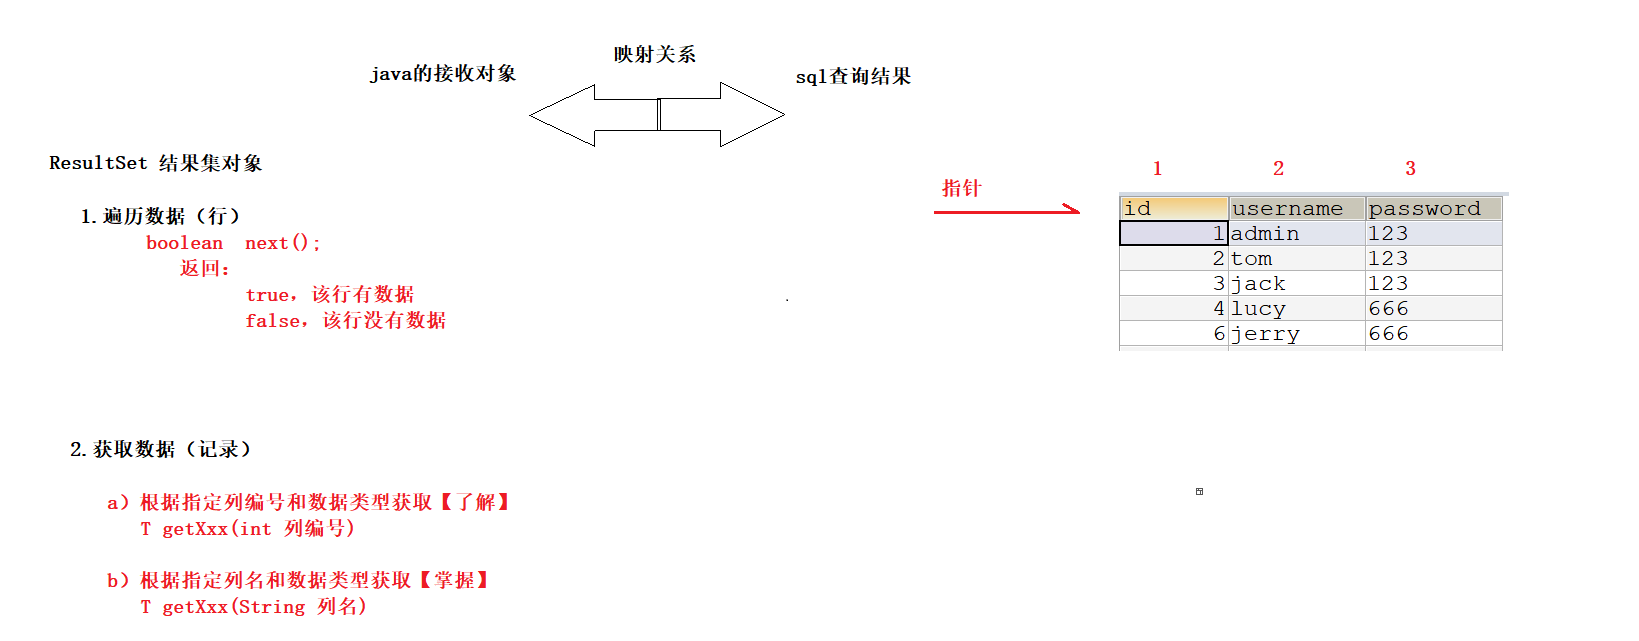 映射关系
java的接收对象
sql查询结果
ResultSet 结果集对象
1.遍历数据（行）
boolean next();
返回：
true，该行有数据
false，该行没有数据
指针
1 2 3
id username password
1 admin 123
2 tom 123
3 jack 123
4 lucy 666
6 jerry 666
2.获取数据（记录）
a）根据指定列编号和数据类型获取【了解】
T getXxx(int 列编号)
b）根据指定列名和数据类型获取【掌握】
T getXxx(String 列名)